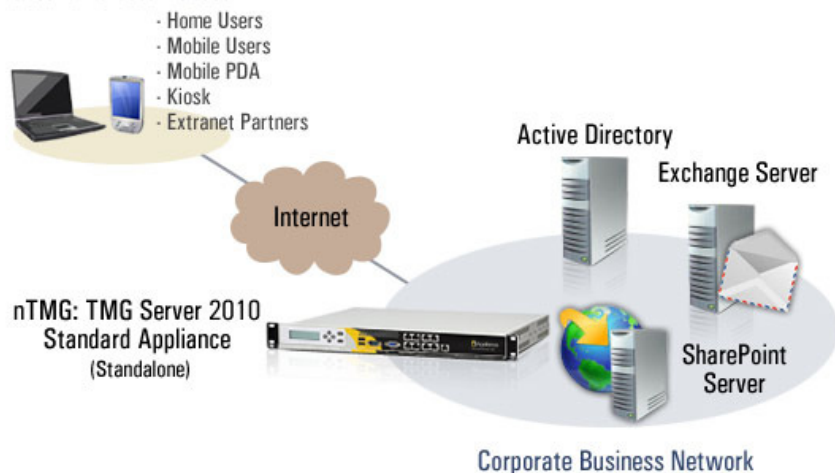 · Home Users
· Mobile Users
· Mobile PDA
· Kiosk
· Extranet Partners
Active Directory
Exchange Server
Internet
nTMG: TMG Server 2010
Standard Appliance
(Standalone)
SharePoint
Server
Corporate Business Network